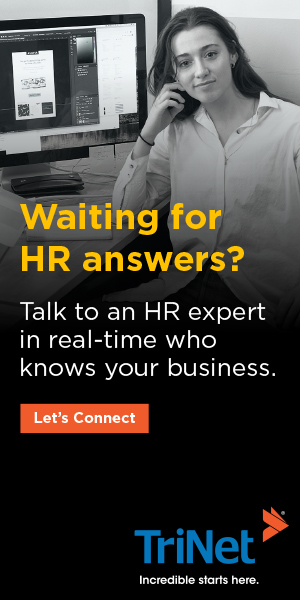 Waiting for
HR answers?
Talk to an HR expert
in real-time who
knows your business.
Let's Connect
TriNet
Incredible starts here.